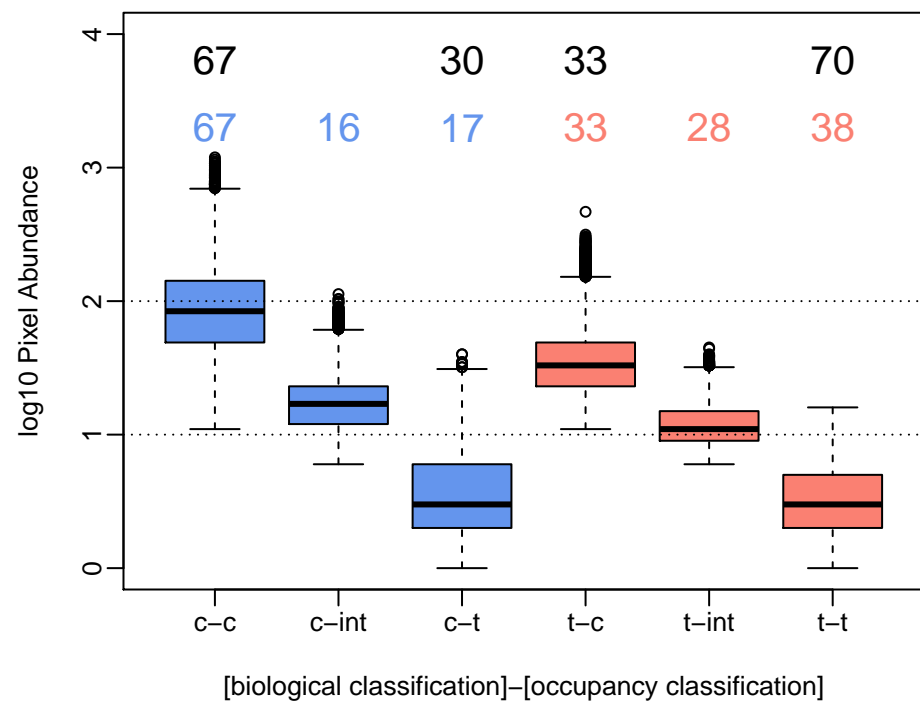 4
67 30 33 70
67 16 17 33 28 38
3
2
1
0
log10 Pixel Abundance
c−c c−int c−t t−c t−int t−t
[biological classification]−[occupancy classification]